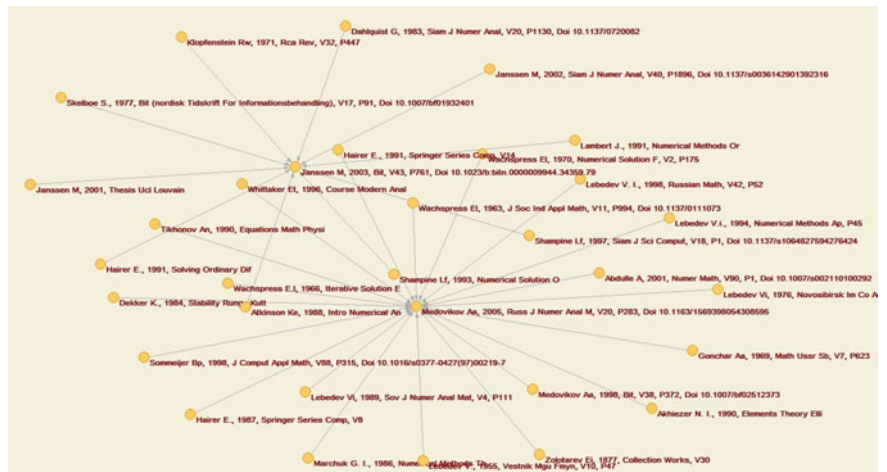 Dahlquist G, 1983, Siam J Numer Anal, V20, P1130, Doi 10.1137/0720082
Klopfenstein Rw, 1971, Rca Rev, V32, P447
Janssen M, 2002, Siam J Numer Anal, V40, P1896, Doi 10.1137/s0036142901392316
Skelboe S., 1977, Bit (nordisk Tidskrift For Informationsbehandling), V17, P91, Doi 10.1007/bf01932401
Lambert J., 1991, Numerical Methods Or
Hairer E., 1991, Springer Series Comp, V14
Wachspress El, 1970, Numerical Solution F, V2, P175
Janssen M, 2003, Bit, V43, P761, Doi 10.1023/b:bitn.0000009944.34359.79
Janssen M, 2001, Thesis Ucl Louvain
Whittaker Et, 1996, Course Modern Anal
Lebedev V. I., 1998, Russian Math, V42, P52
Wachspress El, 1963, J Soc Ind Appl Math, V11, P994, Doi 10.1137/0111073
Lebedev V.i., 1994, Numerical Methods Ap, P45
Tikhonov An, 1990, Equations Math Physi
Shampine Lf, 1997, Siam J Sci Comput, V18, P1, Doi 10.1137/s1064827594276424
Hairer E., 1991, Solving Ordinary Dif
Shampine Lf, 1993, Numerical Solution O
Abdulle A, 2001, Numer Math, V90, P1, Doi 10.1007/s002110100292
Wachspress E.l, 1966, Iterative Solution E
Lebedev Vi, 1976, Novosibirsk Im Co
Dekker K., 1984, Stability Runge Kutt
Atkinson Ke, 1988, Intro Numerical An
Medovikov Aa, 2005, Russ J Numer Anal M, V20, P283, Doi 10.1163/1569398054308595
Gonchar Aa, 1969, Math Ussr Sb, V7, P623
Sommeijer Bp, 1998, J Comput Appl Math, V88, P315, Doi 10.1016/s0377-0427(97)00219-7
Lebedev Vi, 1989, Sov J Numer Anal Mat, V4, P111
Medovikov Aa, 1998, Bit, V38, P372, Doi 10.1007/bf02512373
Hairer E., 1987, Springer Series Comp, V8
Akhiezer N. I., 1990, Elements Theory Elli
Zolotarev Ei, 1877, Collection Works, V30
Marchuk G. I., 1986, Numerical Methods Th
Lebedev V., 1955, Vestnik Mgu Fmyn, V10, P47